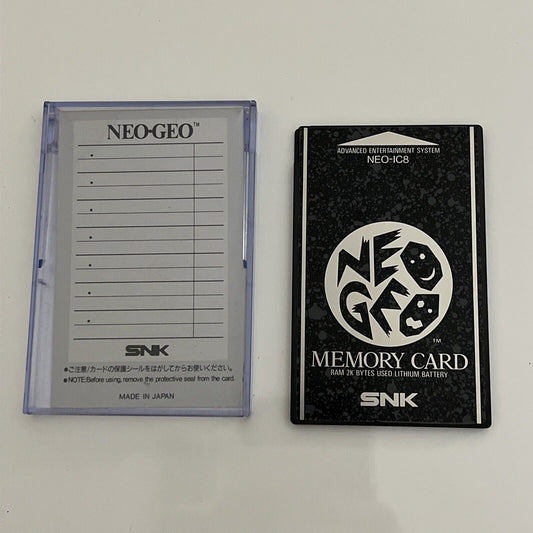 NEO•GEO™
SNK
●ご注意/カードの保護シールをはがしてからお使いください。
●NOTE:Before using, remove the protective seal from the card.
MADE IN JAPAN
ADVANCED ENTERTAINMENT SYSTEM
NEO-IC8
NEO
GEO
TM
MEMORY CARD
RAM 2K BYTES USED LITHIUM BATTERY
SNK